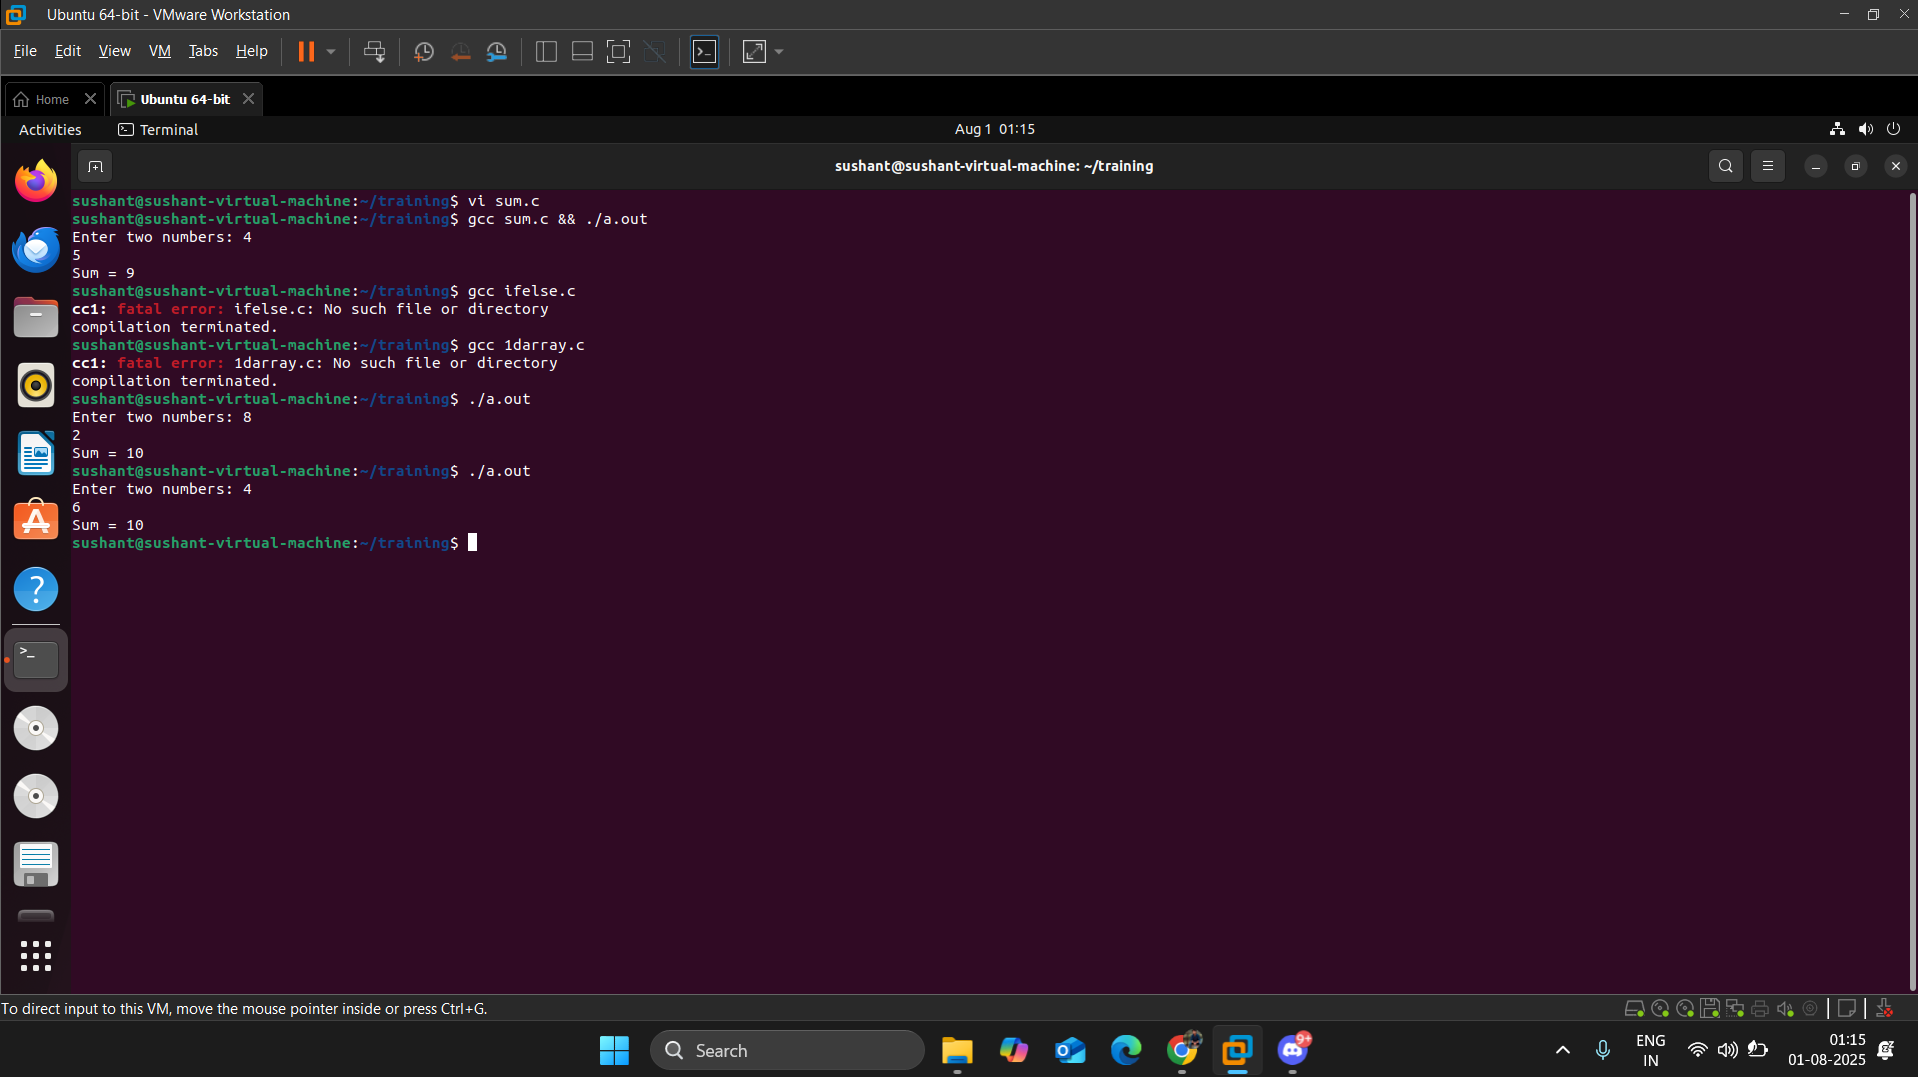 Ubuntu 64-bit - VMware Workstation
File Edit View VM Tabs Help
Home Ubuntu 64-bit
Activities Terminal Aug 1 01:15
sushant@sushant-virtual-machine: ~/training
sushant@sushant-virtual-machine:~/training$ vi sum.c
sushant@sushant-virtual-machine:~/training$ gcc sum.c && ./a.out
Enter two numbers: 4
5
Sum = 9
sushant@sushant-virtual-machine:~/training$ gcc ifelse.c
cc1: fatal error: ifelse.c: No such file or directory
compilation terminated.
sushant@sushant-virtual-machine:~/training$ gcc 1darray.c
cc1: fatal error: 1darray.c: No such file or directory
compilation terminated.
sushant@sushant-virtual-machine:~/training$ ./a.out
Enter two numbers: 8
2
Sum = 10
sushant@sushant-virtual-machine:~/training$ ./a.out
Enter two numbers: 4
6
Sum = 10
sushant@sushant-virtual-machine:~/training$
To direct input to this VM, move the mouse pointer inside or press Ctrl+G.
Search
9+
ENG
IN
01:15
01-08-2025